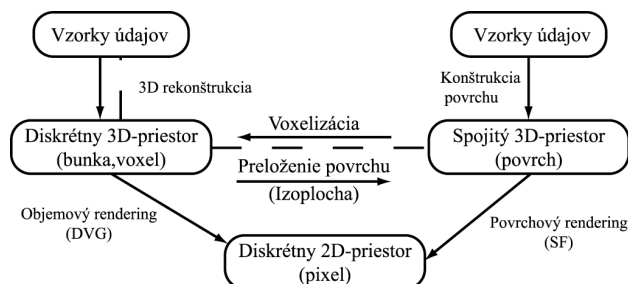 Vzorky údajov
Vzorky údajov
3D rekonštrukcia
Konštrukcia
povrchu
Diskrétny 3D-priestor
(bunka,voxel)
Voxelizácia
Spojitý 3D-priestor
(povrch)
Preloženie povrchu
(Izoplocha)
Objemový rendering
(DVG)
Povrchový rendering
(SF)
Diskrétny 2D-priestor
(pixel)